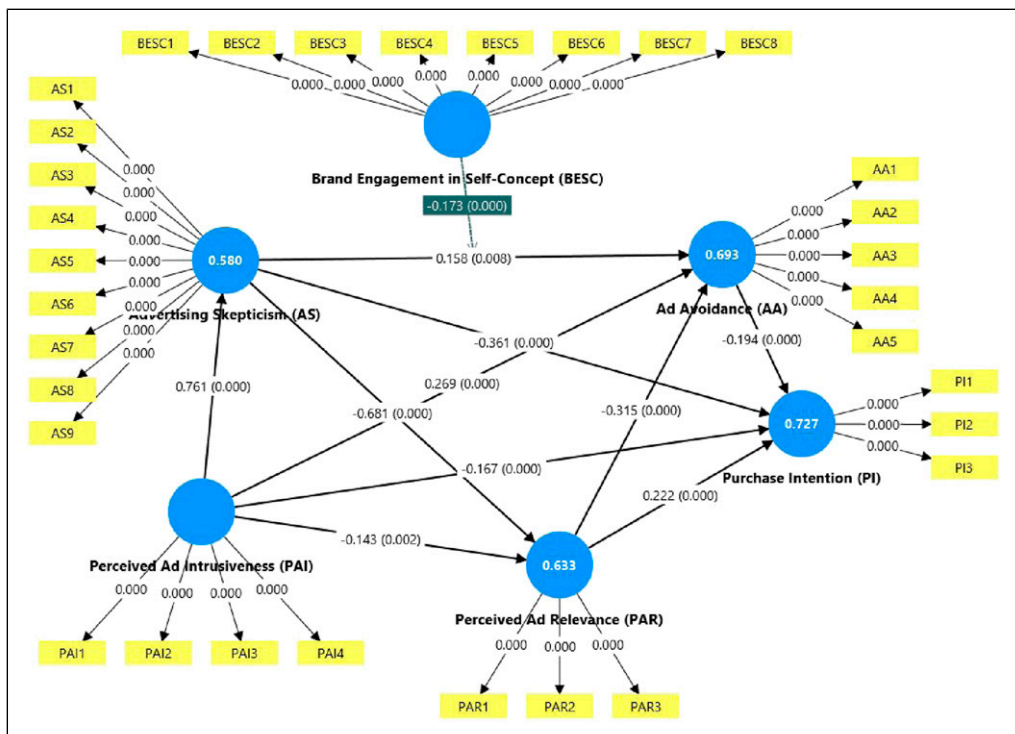 BESC1 BESC2 BESC3 BESC4 BESC5 BESC6 BESC7 BESC8
0.000 0.000 0.000 0.000 0.000 0.000 0.000 0.000
Brand Engagement in Self-Concept (BESC)
-0.173 (0.000)
AS1
AS2
AS3
AS4
AS5
AS6
AS7
AS8
AS9
0.000
0.000
0.000
0.000
0.000
0.000
0.000
0.000
0.000
0.580
Advertising Skepticism (AS)
0.158 (0.008)
0.693
Ad Avoidance (AA)
0.000
0.000
0.000
0.000
0.000
AA1
AA2
AA3
AA4
AA5
-0.361 (0.000)
-0.194 (0.000)
0.761 (0.000)
0.269 (0.000)
-0.681 (0.000)
-0.315 (0.000)
0.727
Purchase Intention (PI)
0.000
0.000
0.000
PI1
PI2
PI3
-0.167 (0.000)
0.222 (0.000)
-0.143 (0.002)
Perceived Ad Intrusiveness (PAI)
0.000 0.000 0.000 0.000
PAI1 PAI2 PAI3 PAI4
0.633
Perceived Ad Relevance (PAR)
0.000 0.000 0.000
PAR1 PAR2 PAR3